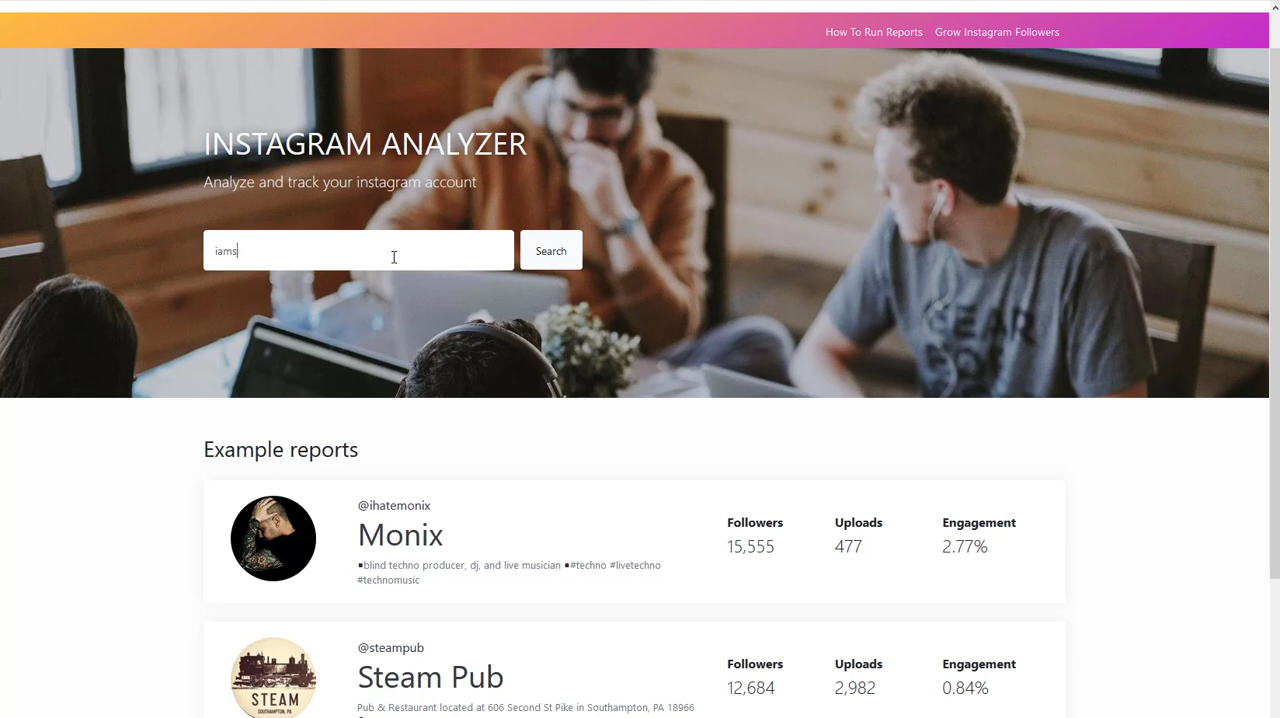 How To Run Reports Grow Instagram Followers
INSTAGRAM ANALYZER
Analyze and track your instagram account
iams Search
Example reports
@ihatemonix
Monix
▪blind techno producer, dj, and live musician ▪#techno #livetechno
#technomusic
Followers Uploads Engagement
15,555 477 2.77%
@steampub
Steam Pub
Pub & Restaurant located at 606 Second St Pike in Southampton, PA 18966
Followers Uploads Engagement
12,684 2,982 0.84%
STEAM
SOUTHAMPTON, PA